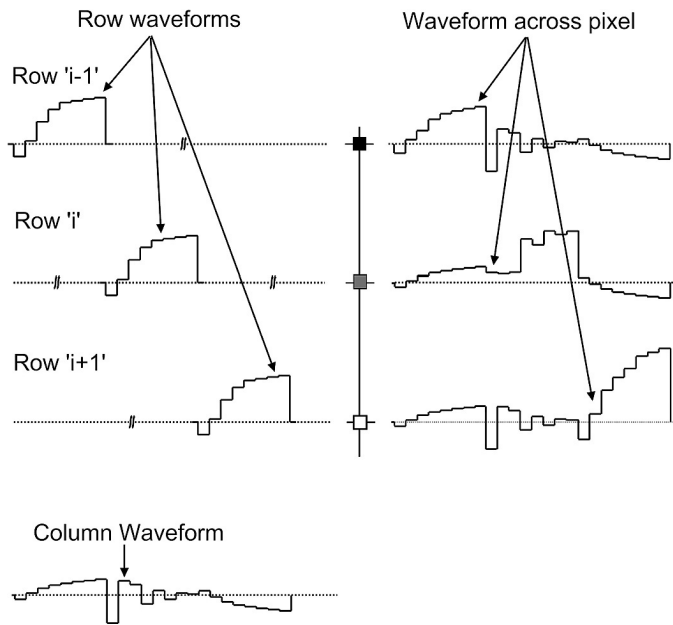 Row waveforms
Waveform across pixel
Row 'i-1'
Row 'i'
Row 'i+1'
Column Waveform